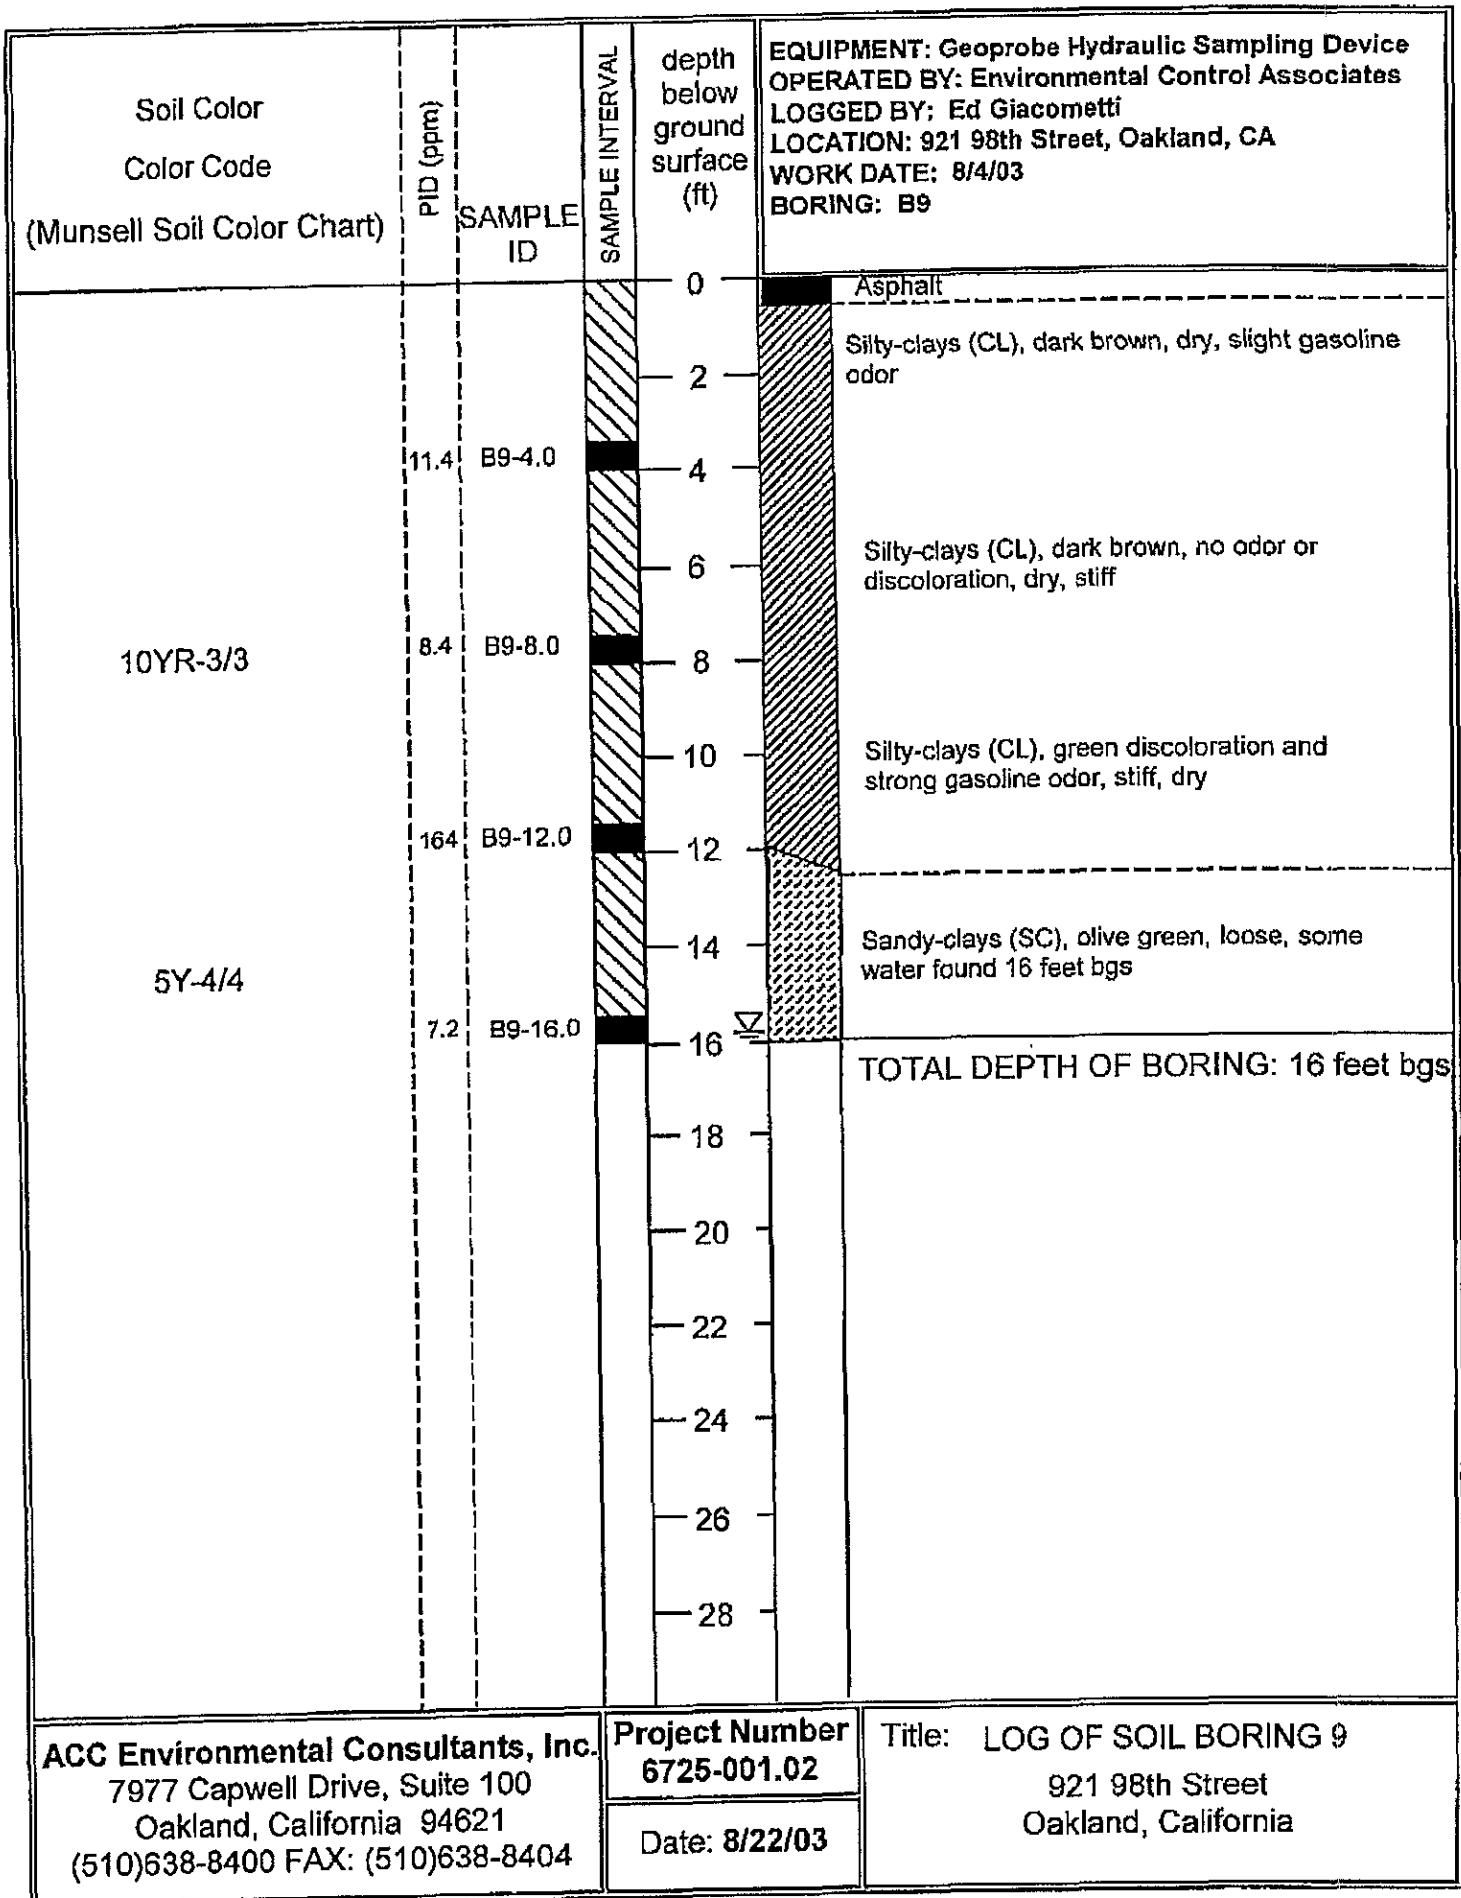 Soil Color
Color Code
(Munsell Soil Color Chart)
PID (ppm)
SAMPLE
ID
SAMPLE INTERVAL
depth
below
ground
surface
(ft)
EQUIPMENT: Geoprobe Hydraulic Sampling Device
OPERATED BY: Environmental Control Associates
LOGGED BY: Ed Giacometti
LOCATION: 921 98th Street, Oakland, CA
WORK DATE: 8/4/03
BORING: B9
0
Asphalt
Silty-clays (CL), dark brown, dry, slight gasoline
odor
2
11.4 B9-4.0
4
Silty-clays (CL), dark brown, no odor or
discoloration, dry, stiff
6
10YR-3/3
8.4 B9-8.0
8
Silty-clays (CL), green discoloration and
strong gasoline odor, stiff, dry
10
164 B9-12.0
12
Sandy-clays (SC), olive green, loose, some
water found 16 feet bgs
14
5Y-4/4
7.2 B9-16.0
16
TOTAL DEPTH OF BORING: 16 feet bgs
18
20
22
24
26
28
ACC Environmental Consultants, Inc.
7977 Capwell Drive, Suite 100
Oakland, California 94621
(510)638-8400 FAX: (510)638-8404
Project Number
6725-001.02
Date: 8/22/03
Title: LOG OF SOIL BORING 9
921 98th Street
Oakland, California